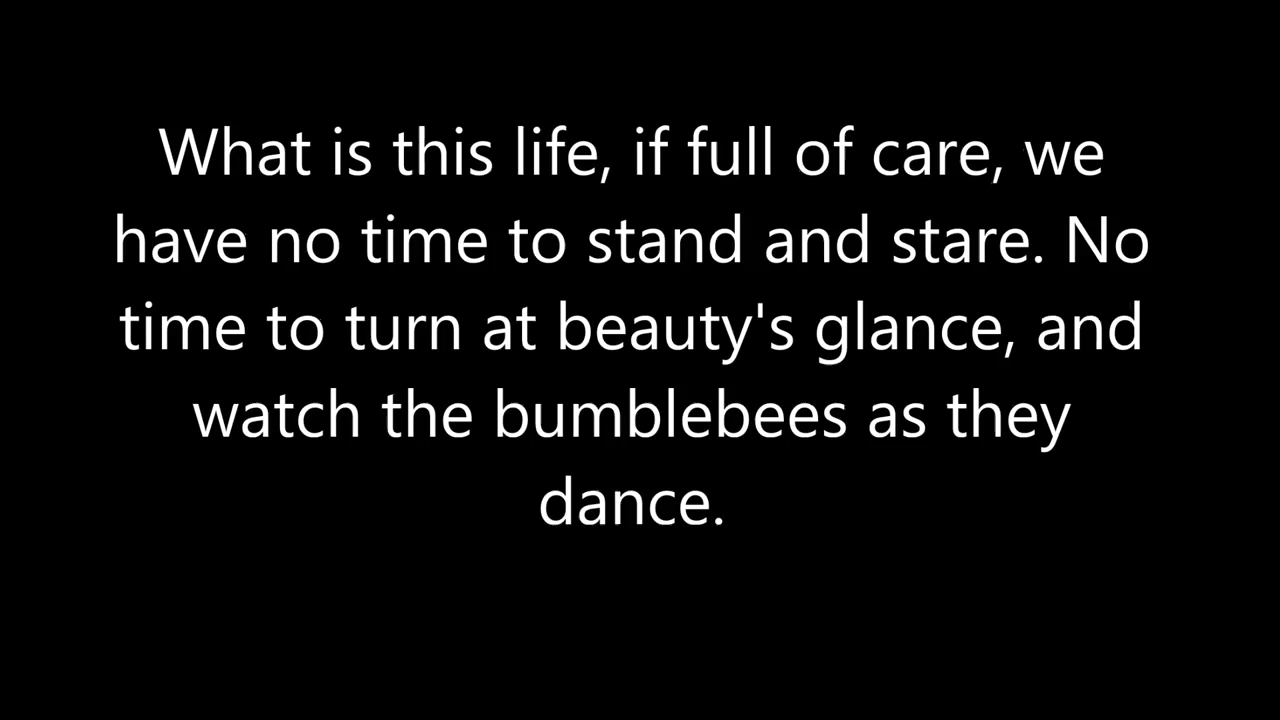 What is this life, if full of care, we
have no time to stand and stare. No
time to turn at beauty's glance, and
watch the bumblebees as they
dance.